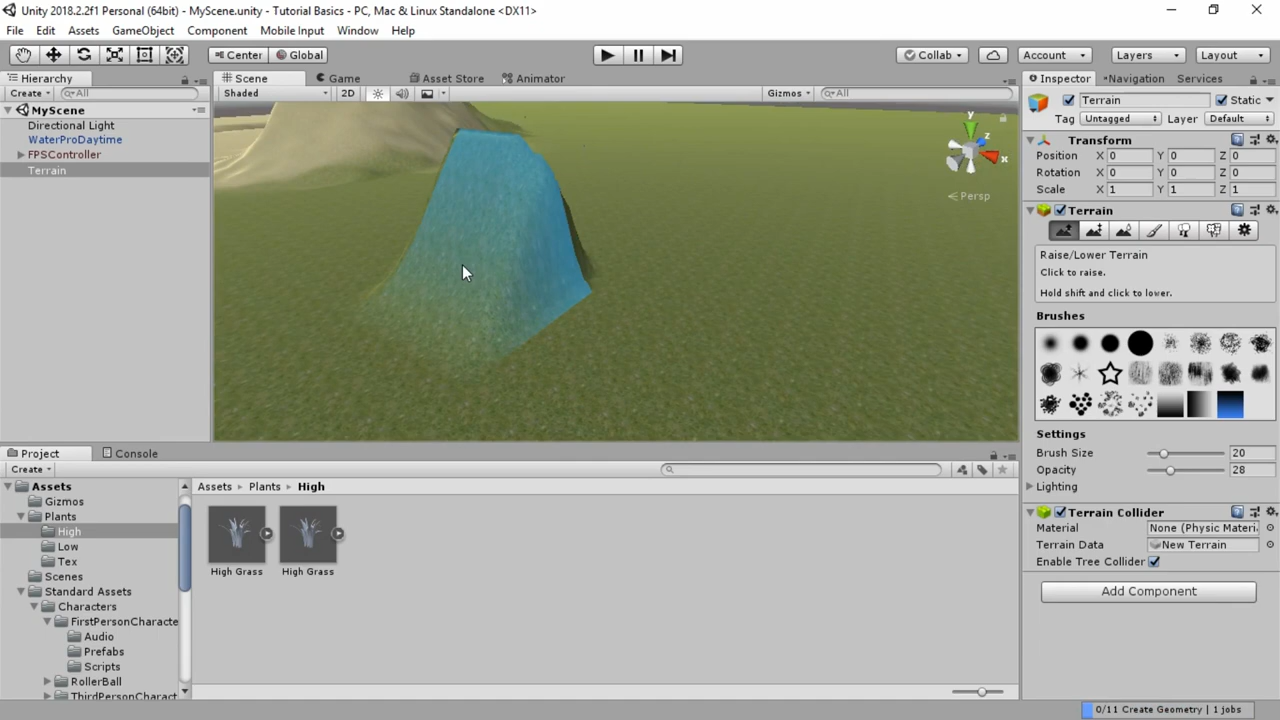 Unity 2018.2.2f1 Personal (64bit) - MyScene.unity - Tutorial Basics - PC, Mac & Linux Standalone <DX11>
File Edit Assets GameObject Component Mobile Input Window Help
Center Global Collab Account Layers Layout
Hierarchy
Create All
MyScene
Directional Light
WaterProDaytime
FPSController
Terrain
Scene Game Asset Store Animator
Shaded 2D Gizmos All
y
z
x
Persp
Inspector Navigation Services
Terrain Static
Tag Untagged Layer Default
Transform
Position X 0 Y 0 Z 0
Rotation X 0 Y 0 Z 0
Scale X 1 Y 1 Z 1
Terrain
Raise/Lower Terrain
Click to raise.
Hold shift and click to lower.
Brushes
Settings
Brush Size 20
Opacity 28
Lighting
Terrain Collider
Material None (Physic Materi
Terrain Data New Terrain
Enable Tree Collider
Add Component
Project Console
Create
Assets
Gizmos
Plants
High
Low
Tex
Scenes
Standard Assets
Characters
FirstPersonCharacte
Audio
Prefabs
Scripts
RollerBall
ThirdPersonCharact
Assets Plants High
High Grass High Grass
0/11 Create Geometry | 1 jobs